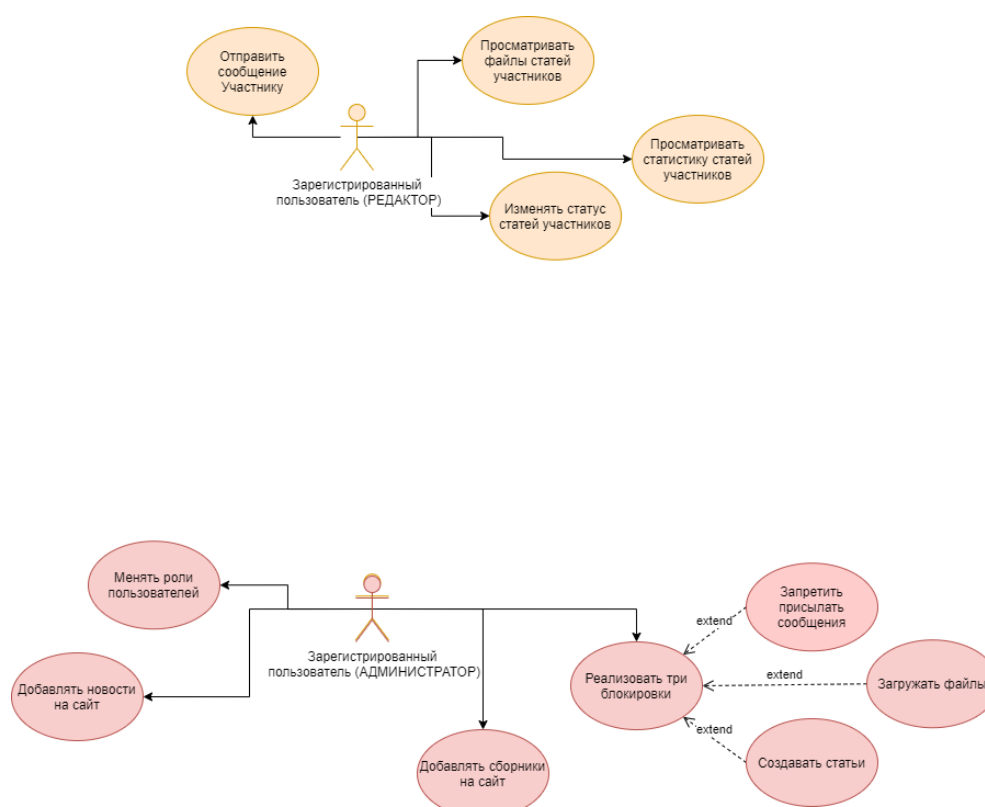 Отправить
сообщение
Участнику
Просматривать
файлы статей
участников
Просматривать
статистику статей
участников
Зарегистрированный
пользователь (РЕДАКТОР)
Изменять статус
статей участников
Менять роли
пользователей
Запретить
присылать
сообщения
extend
Зарегистрированный
пользователь (АДМИНИСТРАТОР)
Добавлять новости
на сайт
Реализовать три
блокировки
extend
Загружать файлы
extend
Добавлять сборники
на сайт
Создавать статьи